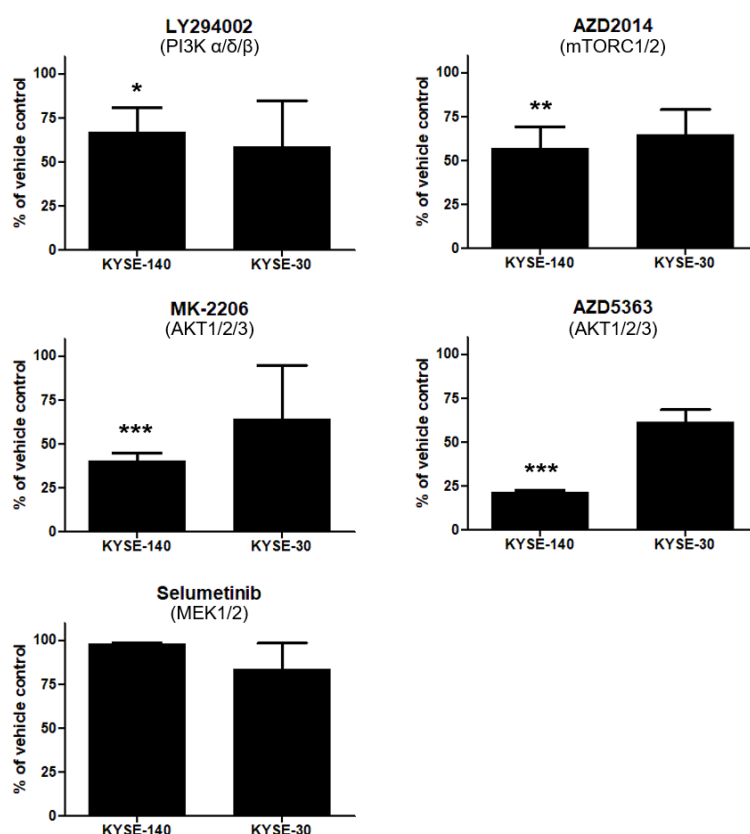 LY294002
(PI3K α/δ/β)
% of vehicle control
100
75
50
25
0
*
KYSE-140 KYSE-30
AZD2014
(mTORC1/2)
% of vehicle control
100
75
50
25
0
**
KYSE-140 KYSE-30
MK-2206
(AKT1/2/3)
% of vehicle control
100
75
50
25
0
***
KYSE-140 KYSE-30
AZD5363
(AKT1/2/3)
% of vehicle control
100
75
50
25
0
***
KYSE-140 KYSE-30
Selumetinib
(MEK1/2)
% of vehicle control
100
75
50
25
0
KYSE-140 KYSE-30